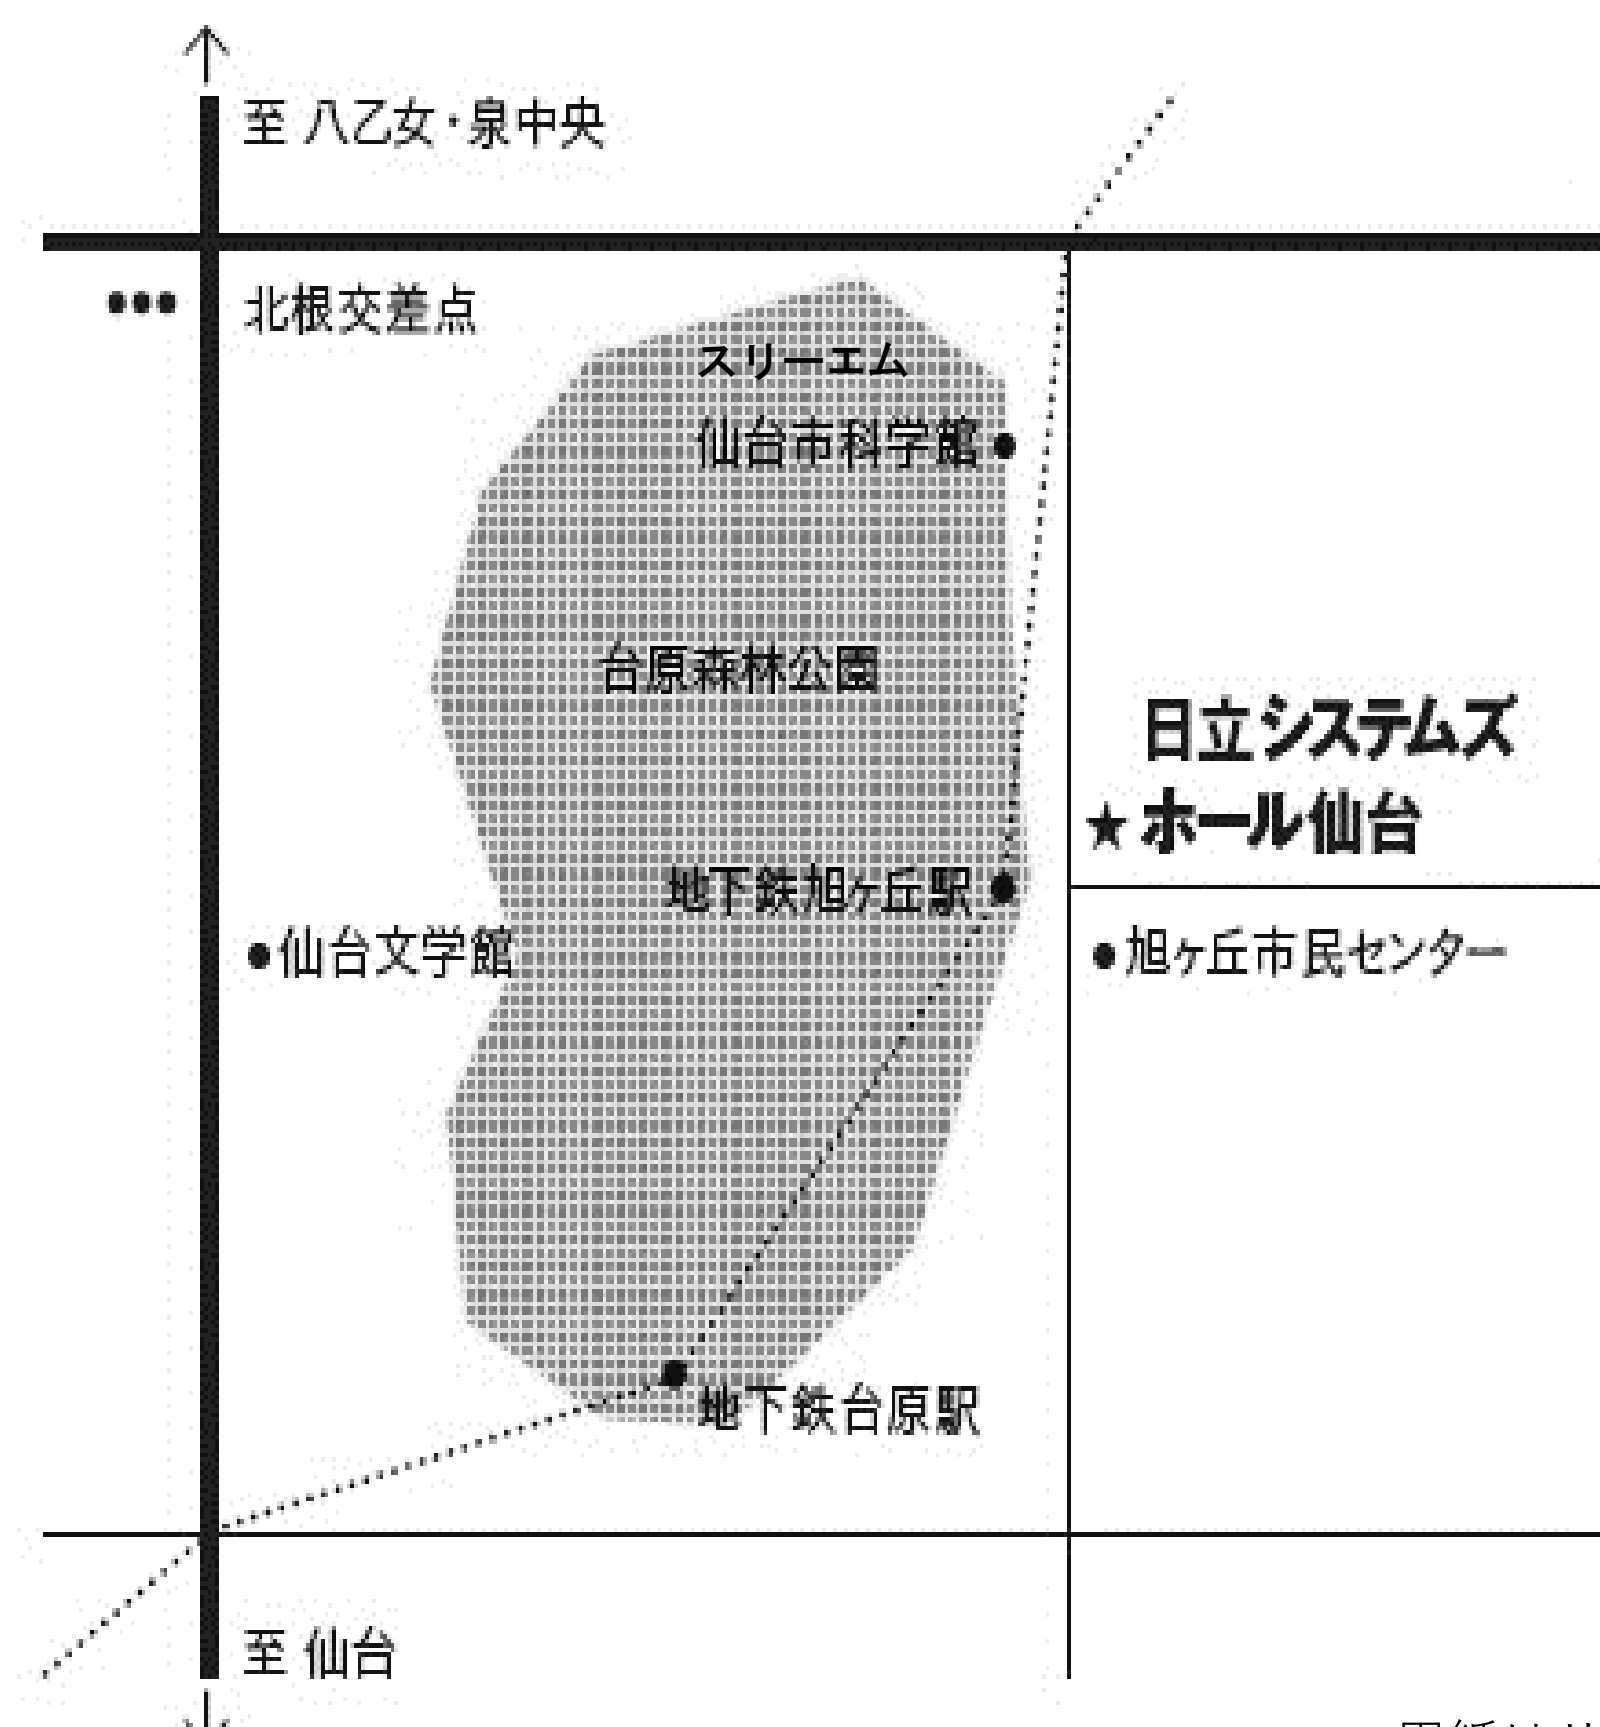 至 八乙女・泉中央
北根交差点
スリーエム
仙台市科学館
台原森林公園
日立システムズ
★ホール仙台
地下鉄旭ヶ丘駅
仙台文学館
旭ヶ丘市民センター
地下鉄台原駅
至 仙台